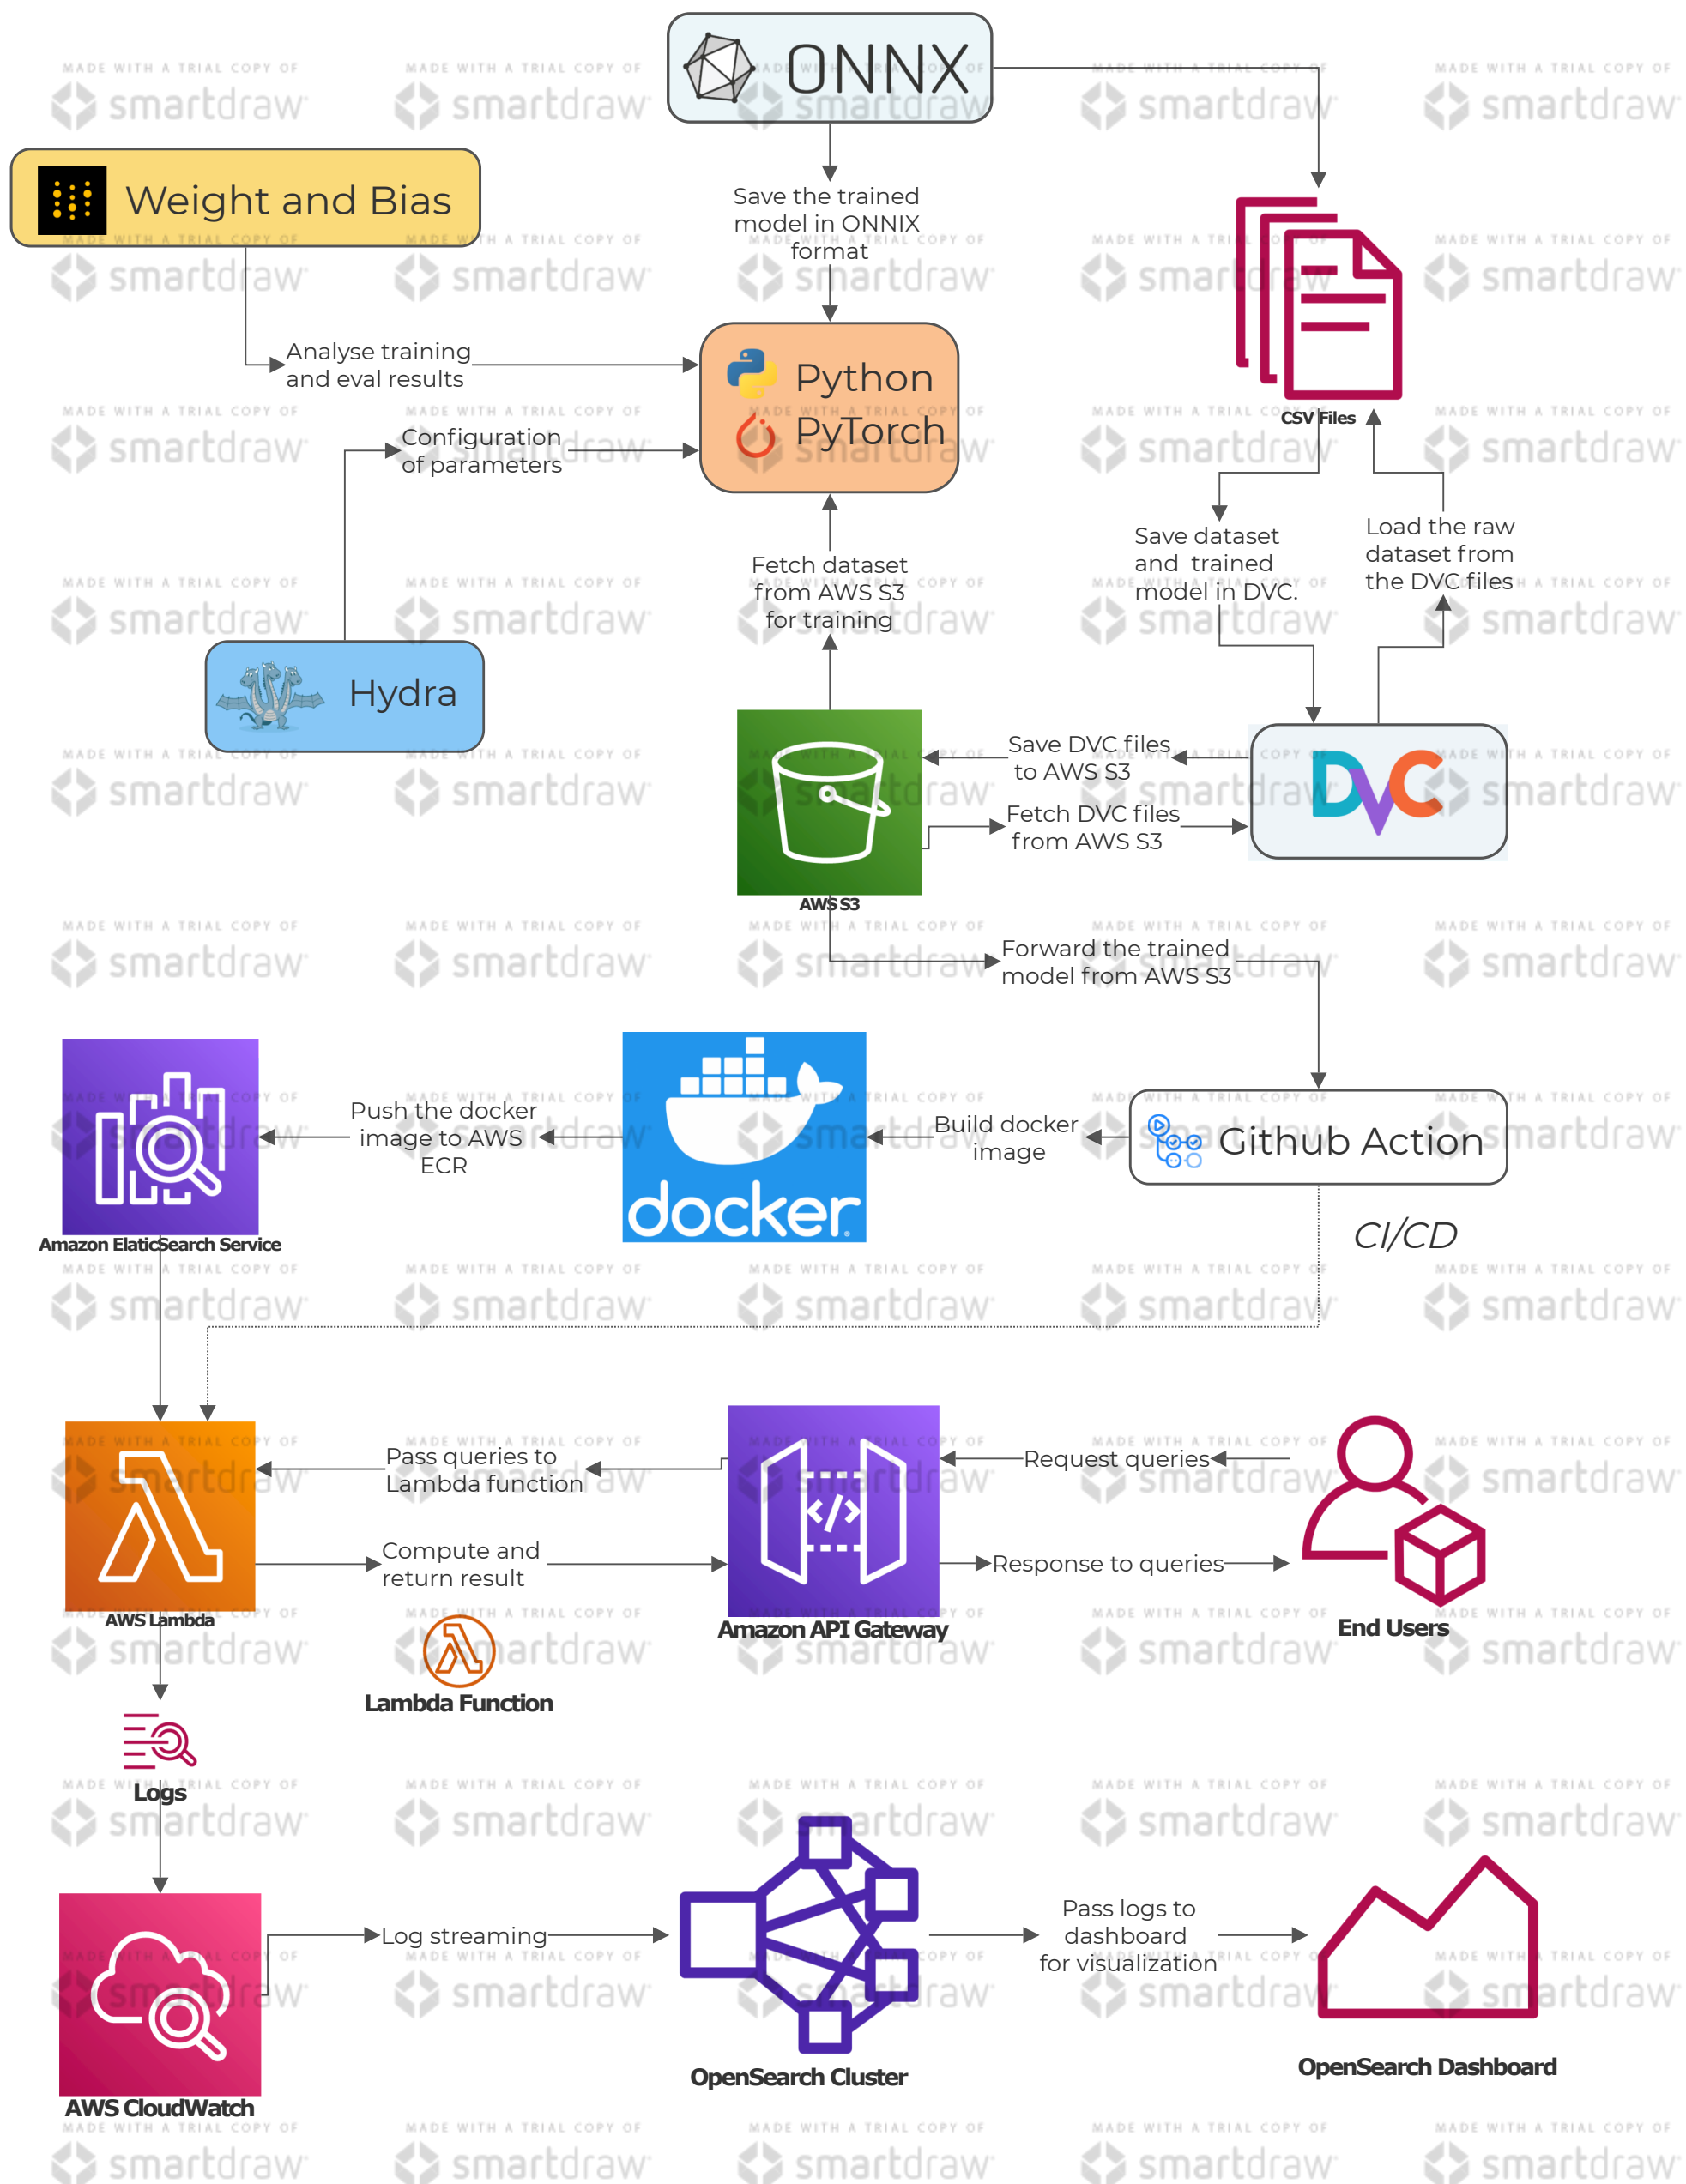 ONNX
Weight and Bias
Save the trained
model in ONNIX
format
Analyse training
and eval results
Python
PyTorch
Configuration
of parameters
CSV Files
Fetch dataset
from AWS S3
for training
Save dataset
and trained
model in DVC.
Load the raw
dataset from
the DVC files
Hydra
Save DVC files
to AWS S3
Fetch DVC files
from AWS S3
DVC
AWS S3
Forward the trained
model from AWS S3
Push the docker
image to AWS
ECR
docker
Build docker
image
Github Action
CI/CD
Amazon ElaticSearch Service
Pass queries to
Lambda function
Request queries
Compute and
return result
Response to queries
AWS Lambda
Amazon API Gateway
End Users
Lambda Function
Logs
Log streaming
Pass logs to
dashboard
for visualization
OpenSearch Cluster
OpenSearch Dashboard
AWS CloudWatch
MADE WITH A TRIAL COPY OF
smartdraw